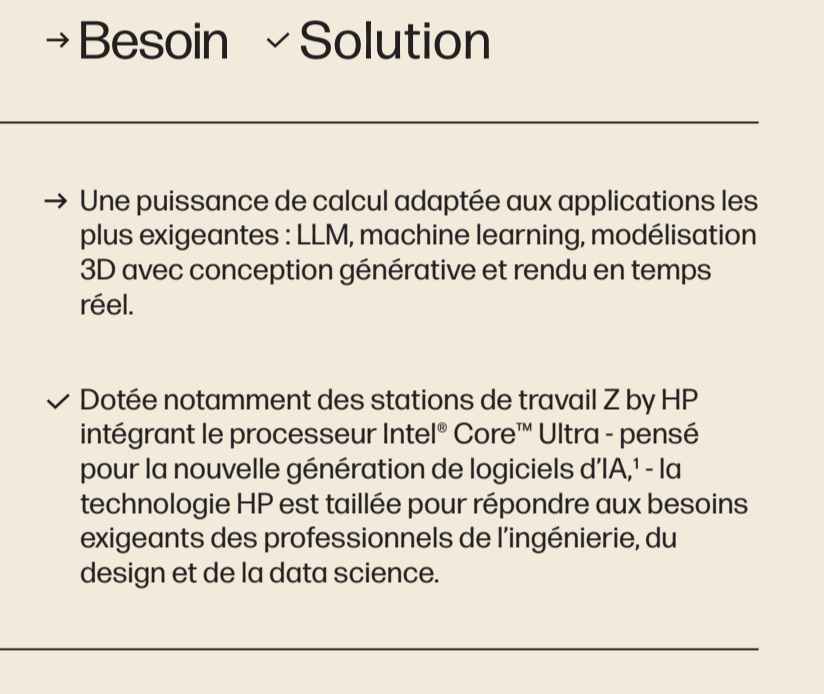 → Besoin ✓ Solution
→ Une puissance de calcul adaptée aux applications les
plus exigeantes : LLM, machine learning, modélisation
3D avec conception générative et rendu en temps
réel.
✓ Dotée notamment des stations de travail Z by HP
intégrant le processeur Intel® Core™ Ultra - pensé
pour la nouvelle génération de logiciels d’IA,¹ - la
technologie HP est taillée pour répondre aux besoins
exigeants des professionnels de l’ingénierie, du
design et de la data science.